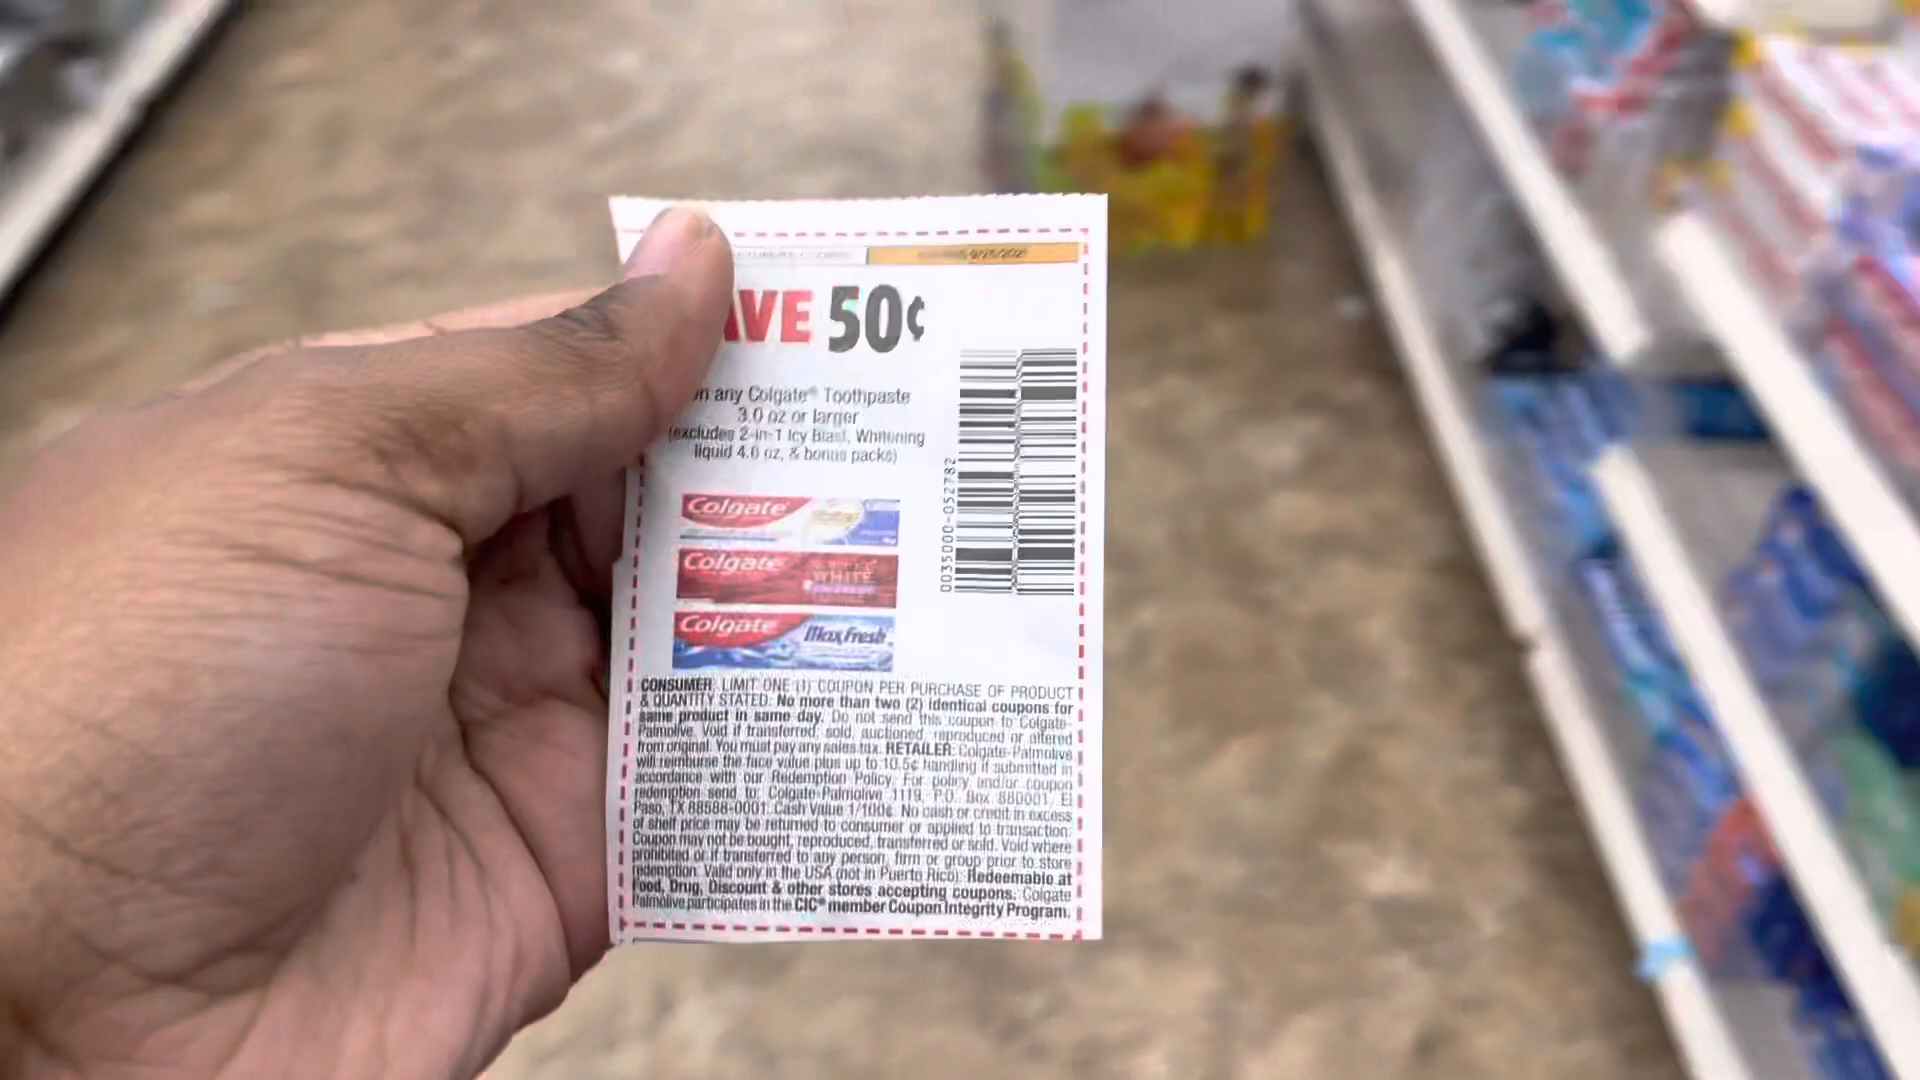 9/25/2021
AVE 50¢
on any Colgate® Toothpaste
3.0 oz or larger
(excludes 2-in-1 Icy Blast, Whitening
liquid 4.6 oz, & bonus packs)
0035000-052782
Colgate
Colgate
WHITE
Colgate MaxFresh
CONSUMER: LIMIT ONE (1) COUPON PER PURCHASE OF PRODUCT
& QUANTITY STATED. No more than two (2) identical coupons for
same product in same day. Do not send this coupon to Colgate-
Palmolive. Void if transferred, sold, auctioned, reproduced or altered
from original. You must pay any sales tax. RETAILER: Colgate-Palmolive
will reimburse the face value plus up to 10.5¢ handling if submitted in
accordance with our Redemption Policy. For policy and/or coupon
redemption send to: Colgate-Palmolive 1119, P.O. Box 880001, El
Paso, TX 88588-0001. Cash Value 1/100¢. No cash or credit in excess
of shelf price may be returned to consumer or applied to transaction.
Coupon may not be bought, reproduced, transferred or sold. Void where
prohibited or if transferred to any person, firm or group prior to store
redemption. Valid only in the USA (not in Puerto Rico). Redeemable at
Food, Drug, Discount & other stores accepting coupons. Colgate
Palmolive participates in the CIC® member Coupon Integrity Program.